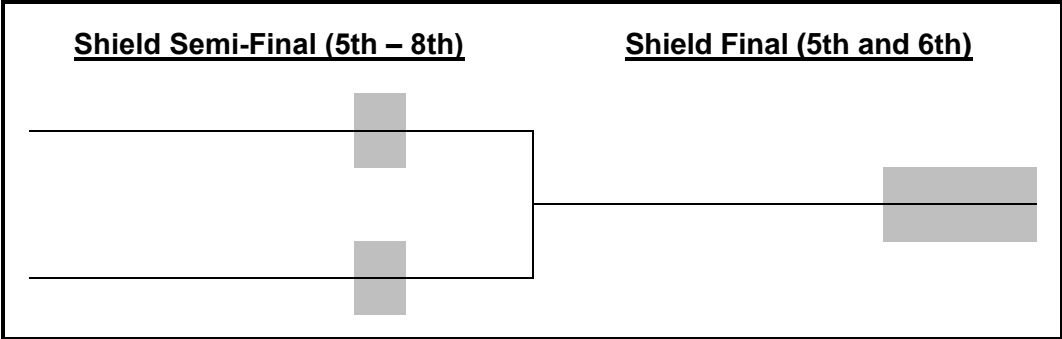 Shield Semi-Final (5th – 8th)
Shield Final (5th and 6th)